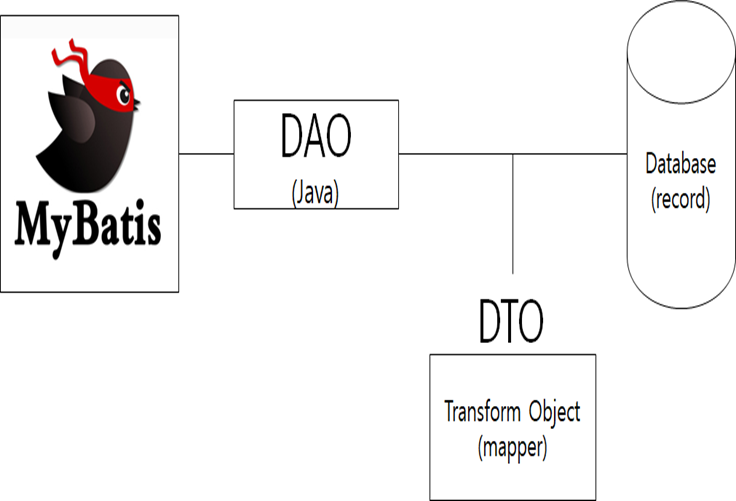 MyBatis
DAO
(Java)
Database
(record)
DTO
Transform Object
(mapper)